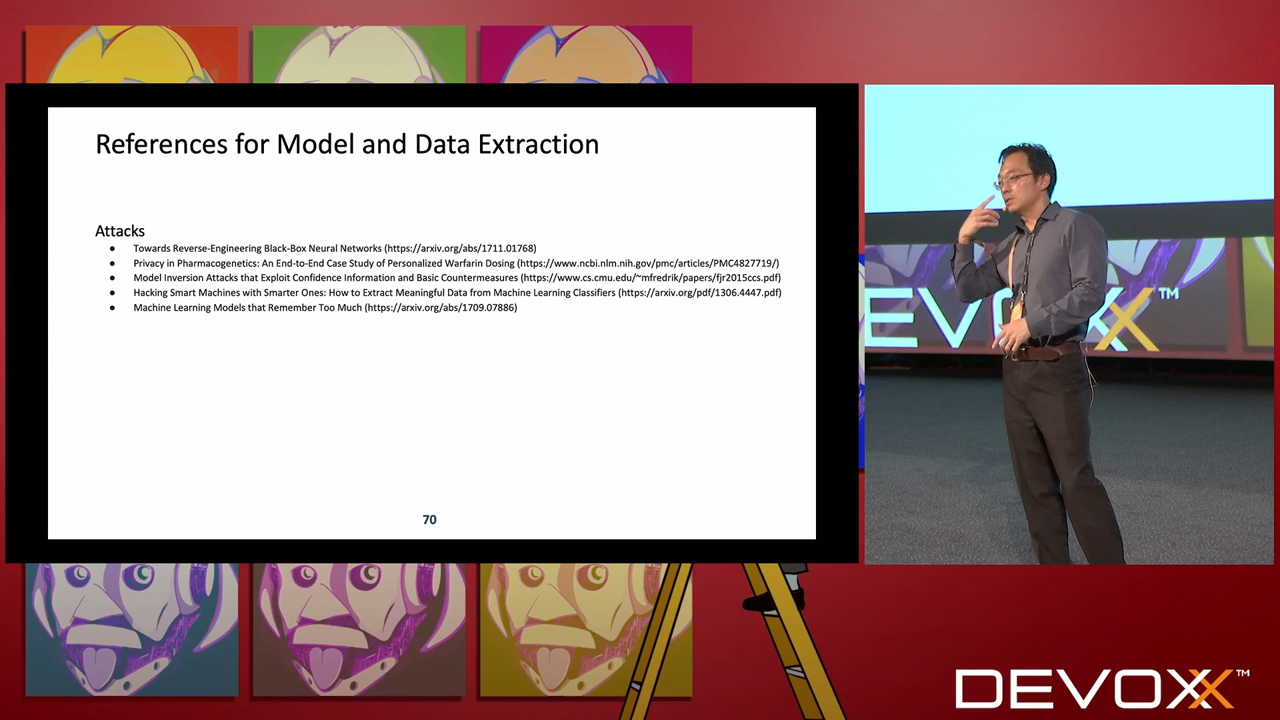 References for Model and Data Extraction
Attacks
● Towards Reverse-Engineering Black-Box Neural Networks (https://arxiv.org/abs/1711.01768)
● Privacy in Pharmacogenetics: An End-to-End Case Study of Personalized Warfarin Dosing (https://www.ncbi.nlm.nih.gov/pmc/articles/PMC4827719/)
● Model Inversion Attacks that Exploit Confidence Information and Basic Countermeasures (https://www.cs.cmu.edu/~mfredrik/papers/fjr2015ccs.pdf)
● Hacking Smart Machines with Smarter Ones: How to Extract Meaningful Data from Machine Learning Classifiers (https://arxiv.org/pdf/1306.4447.pdf)
● Machine Learning Models that Remember Too Much (https://arxiv.org/abs/1709.07886)
70
EVOXX™
DEVOXX™